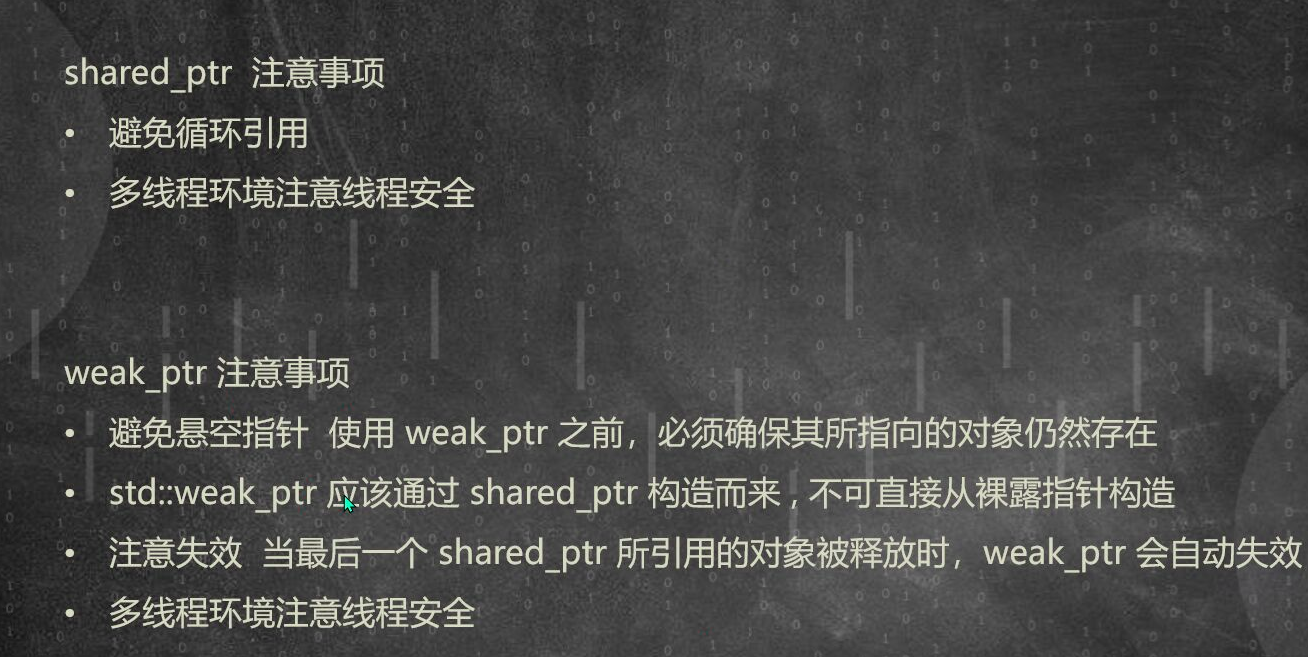 shared_ptr 注意事项
• 避免循环引用
• 多线程环境注意线程安全
weak_ptr 注意事项
• 避免悬空指针 使用 weak_ptr 之前，必须确保其所指向的对象仍然存在
• std::weak_ptr 应该通过 shared_ptr 构造而来，不可直接从裸露指针构造
• 注意失效 当最后一个 shared_ptr 所引用的对象被释放时，weak_ptr 会自动失效
• 多线程环境注意线程安全